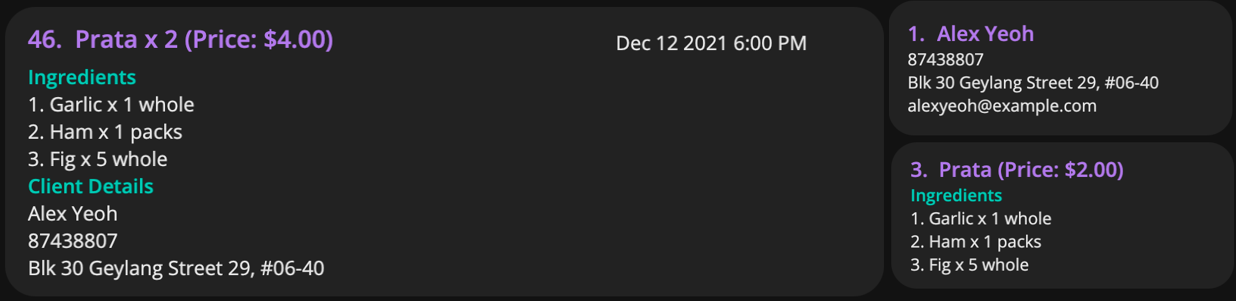 46. Prata x 2 (Price: $4.00)
Dec 12 2021 6:00 PM
Ingredients
1. Garlic x 1 whole
2. Ham x 1 packs
3. Fig x 5 whole
Client Details
Alex Yeoh
87438807
Blk 30 Geylang Street 29, #06-40
1. Alex Yeoh
87438807
Blk 30 Geylang Street 29, #06-40
alexyeoh@example.com
3. Prata (Price: $2.00)
Ingredients
1. Garlic x 1 whole
2. Ham x 1 packs
3. Fig x 5 whole